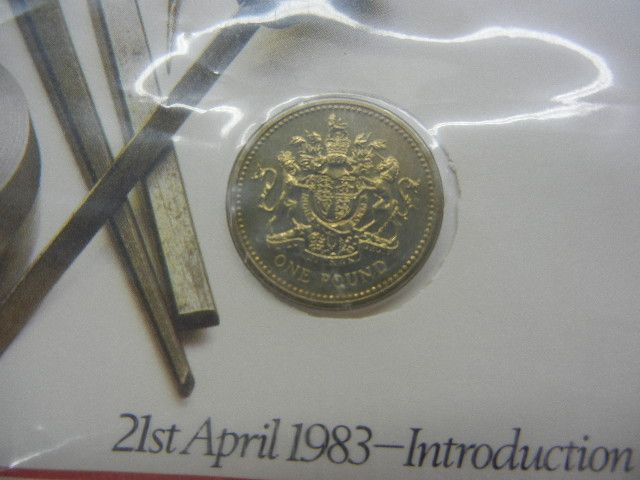 ONE POUND
21st April 1983–Introduction